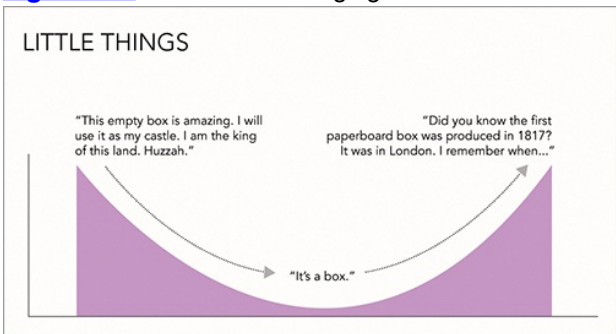 LITTLE THINGS
"This empty box is amazing. I will
use it as my castle. I am the king
of this land. Huzzah."
"Did you know the first
paperboard box was produced in 1817?
It was in London. I remember when..."
"It's a box."